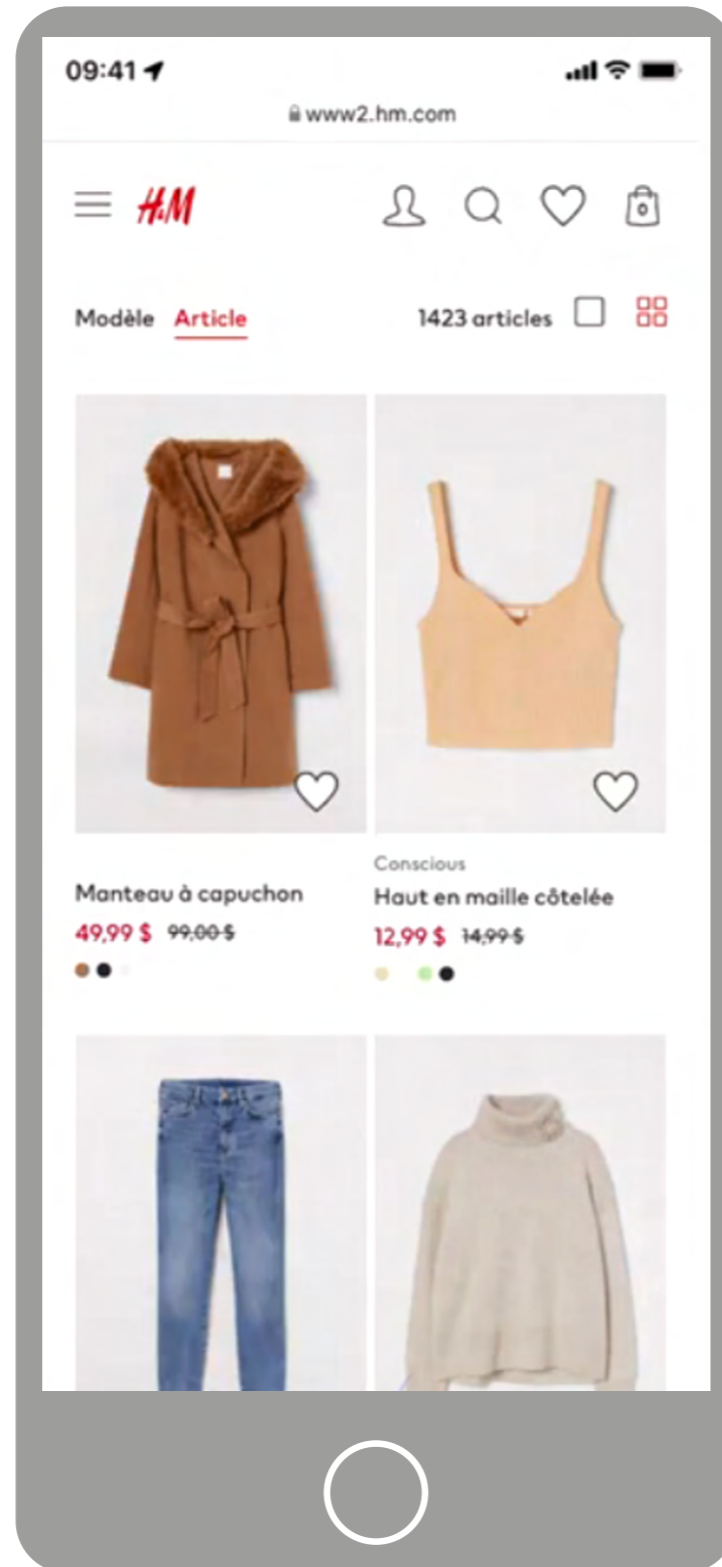 09:41
www2.hm.com
H&M
0
Modèle Article 1423 articles
Manteau à capuchon
49,99 $ 99,00 $
Conscious
Haut en maille côtelée
12,99 $ 14,99 $